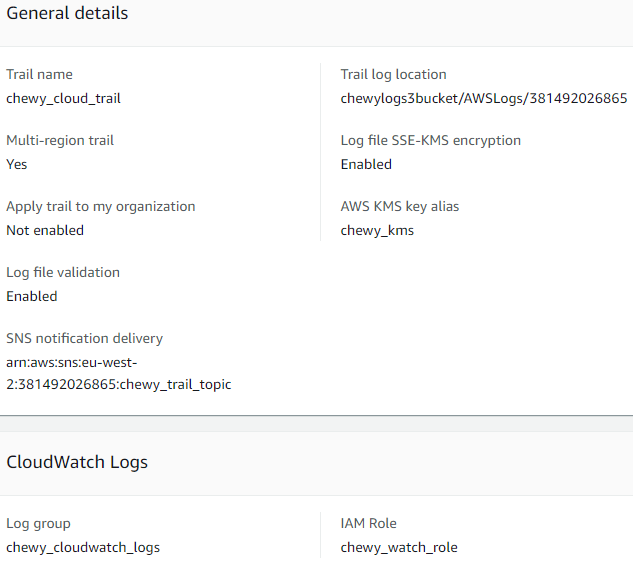 General details
Trail name
chewy_cloud_trail
Trail log location
chewylogs3bucket/AWSLogs/381492026865
Multi-region trail
Yes
Log file SSE-KMS encryption
Enabled
Apply trail to my organization
Not enabled
AWS KMS key alias
chewy_kms
Log file validation
Enabled
SNS notification delivery
arn:aws:sns:eu-west-
2:381492026865:chewy_trail_topic
CloudWatch Logs
Log group
chewy_cloudwatch_logs
IAM Role
chewy_watch_role